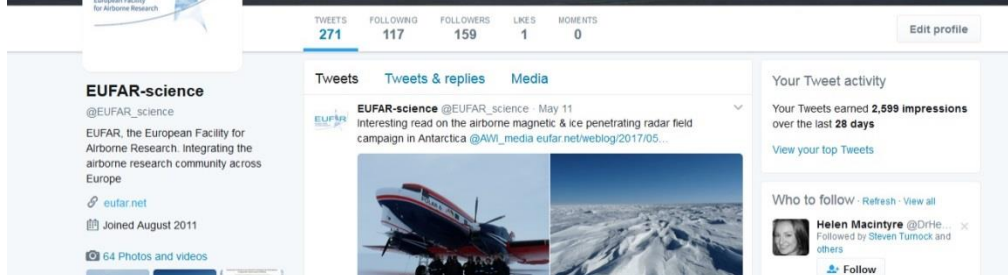 European Facility
for Airborne Research
TWEETS
271
FOLLOWING
117
FOLLOWERS
159
LIKES
1
MOMENTS
0
Edit profile
EUFAR-science
@EUFAR_science
EUFAR, the European Facility for
Airborne Research. Integrating the
airborne research community across
Europe
eufar.net
Joined August 2011
64 Photos and videos
Tweets Tweets & replies Media
EUFAR
EUFAR-science @EUFAR_science · May 11
Interesting read on the airborne magnetic & ice penetrating radar field
campaign in Antarctica @AWI_media eufar.net/weblog/2017/05...
Your Tweet activity
Your Tweets earned 2,599 impressions
over the last 28 days
View your top Tweets
Who to follow · Refresh · View all
Helen Macintyre @DrHe...
Followed by Steven Turnock and
others
Follow